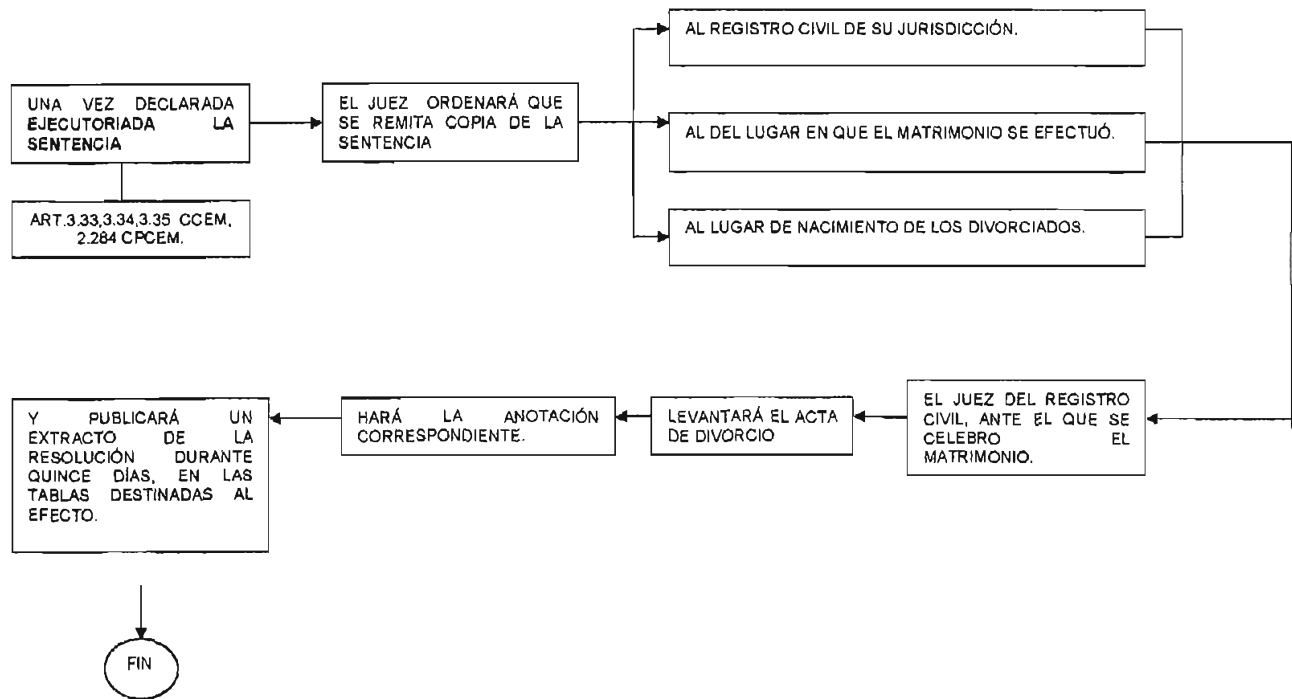 UNA VEZ DECLARADA
EJECUTORIADA LA
SENTENCIA
ART.3.33,3.34,3.35 CCEM,
2.284 CPCEM.
EL JUEZ ORDENARÁ QUE
SE REMITA COPIA DE LA
SENTENCIA
AL REGISTRO CIVIL DE SU JURISDICCIÓN.
AL DEL LUGAR EN QUE EL MATRIMONIO SE EFECTUÓ.
AL LUGAR DE NACIMIENTO DE LOS DIVORCIADOS.
EL JUEZ DEL REGISTRO
CIVIL, ANTE EL QUE SE
CELEBRO EL
MATRIMONIO.
LEVANTARÁ EL ACTA
DE DIVORCIO
HARÁ LA ANOTACIÓN
CORRESPONDIENTE.
Y PUBLICARÁ UN
EXTRACTO DE LA
RESOLUCIÓN DURANTE
QUINCE DÍAS, EN LAS
TABLAS DESTINADAS AL
EFECTO.
FIN